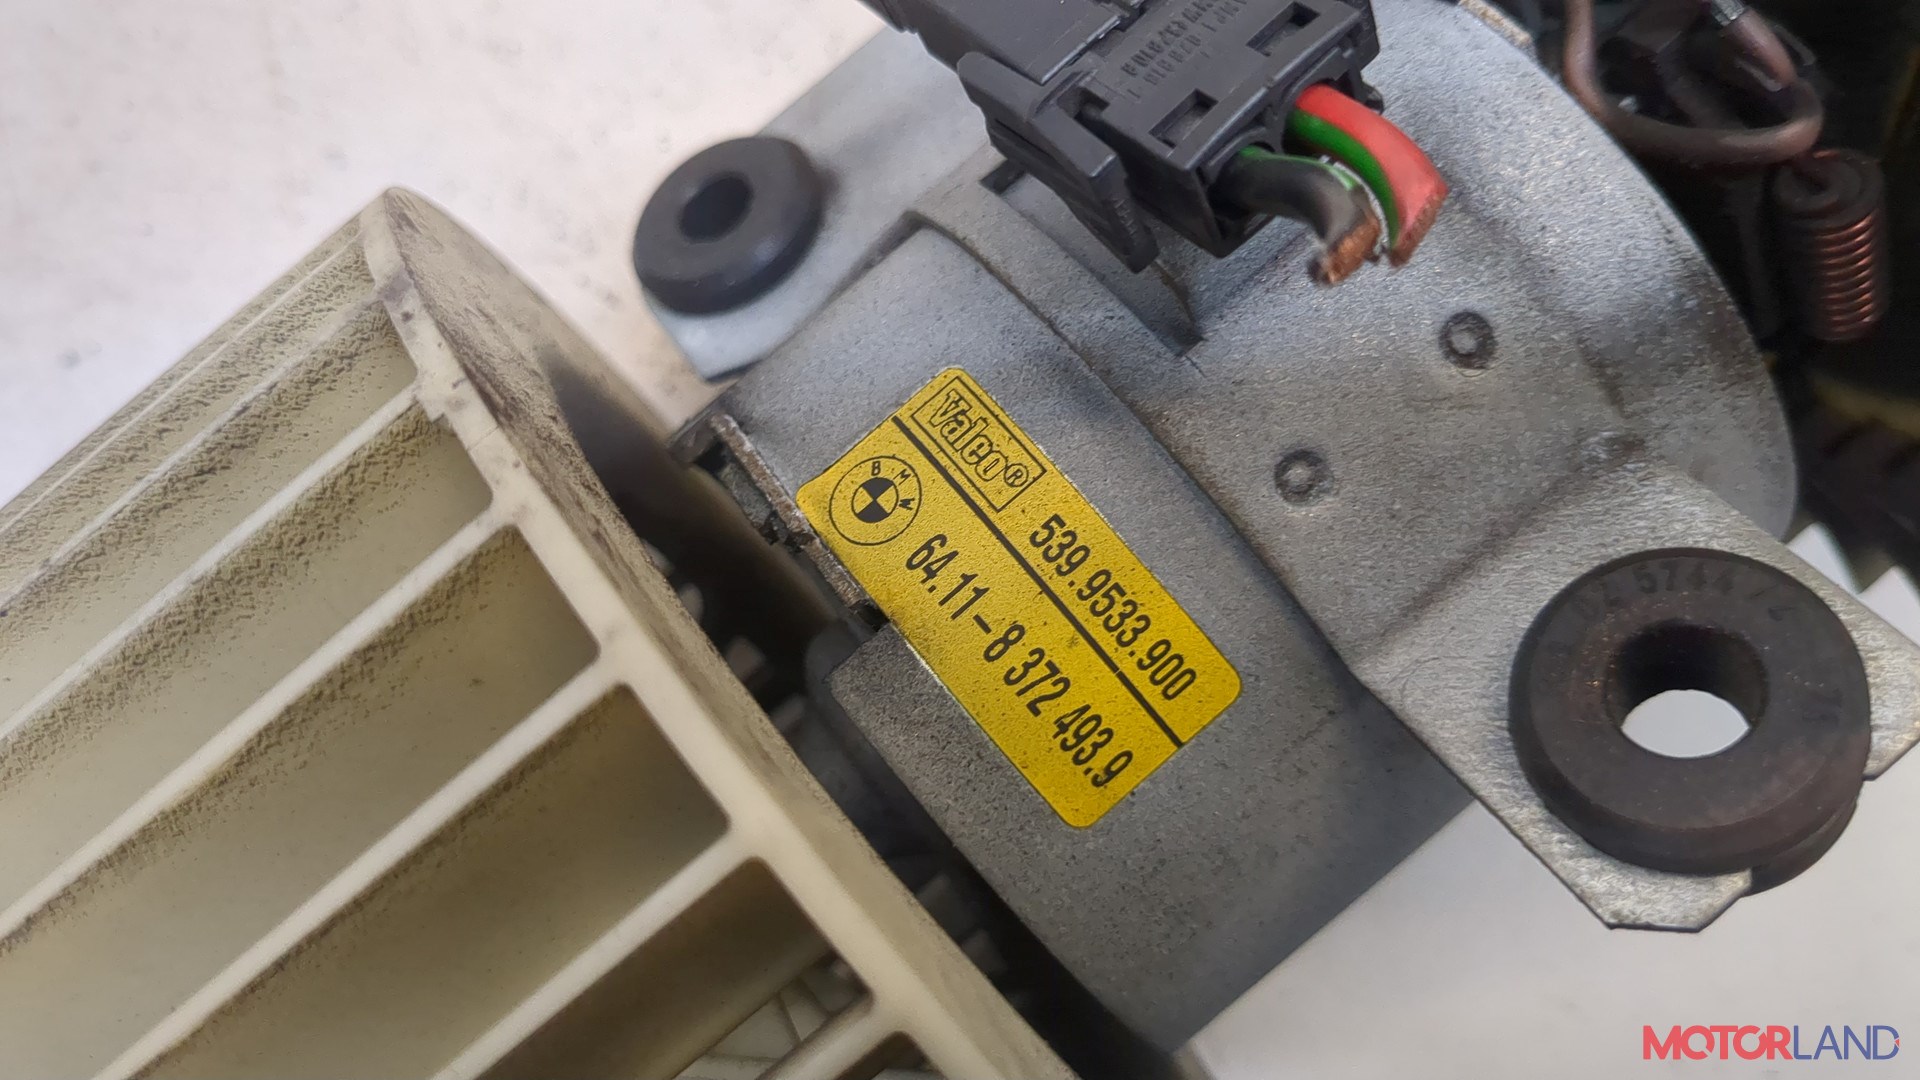 Valeo®
539.9533.900
BMW
64.11-8 372 493.9
MOTORLAND